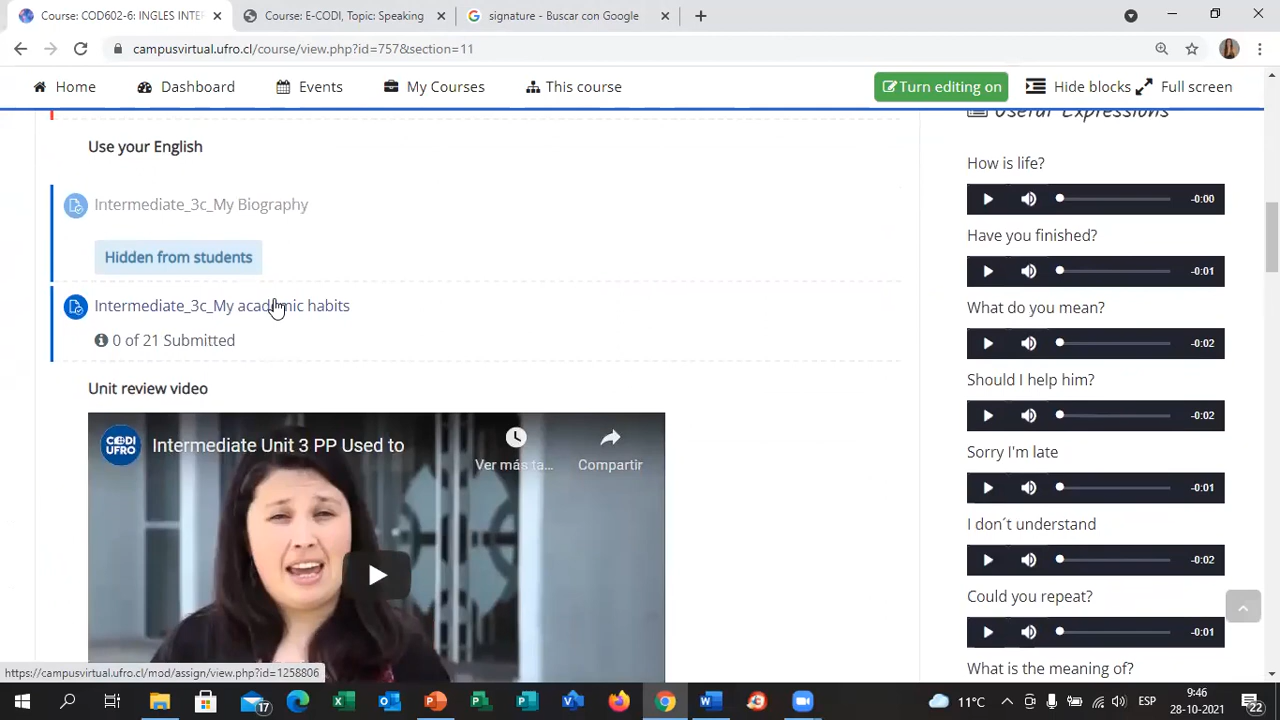 Course: COD602-6: INGLES INTER
Course: E-CODI, Topic: Speaking
signature - Buscar con Google
campusvirtual.ufro.cl/course/view.php?id=757&section=11
Home
Dashboard
Events
My Courses
This course
Turn editing on
Hide blocks
Full screen
Useful Expressions
Use your English
How is life?
-0:00
Intermediate_3c_My Biography
Have you finished?
Hidden from students
-0:01
Intermediate_3c_My academic habits
What do you mean?
0 of 21 Submitted
-0:02
Unit review video
Should I help him?
-0:02
CODI
UFRO
Intermediate Unit 3 PP Used to
Ver más ta...
Compartir
Sorry I'm late
-0:01
I don´t understand
-0:02
Could you repeat?
-0:01
What is the meaning of?
https://campusvirtual.ufro.cl/mod/assign/view.php?id=1258806
17
11°C
ESP
9:46
28-10-2021
22